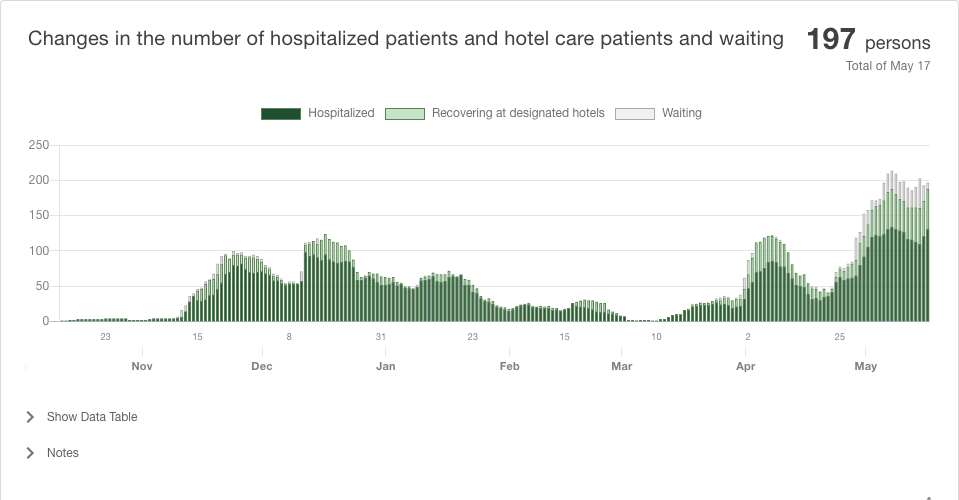 Changes in the number of hospitalized patients and hotel care patients and waiting
197 persons
Total of May 17
Hospitalized Recovering at designated hotels Waiting
250
200
150
100
50
0
23 15 8 31 23 15 10 2 25
Nov Dec Jan Feb Mar Apr May
Show Data Table
Notes